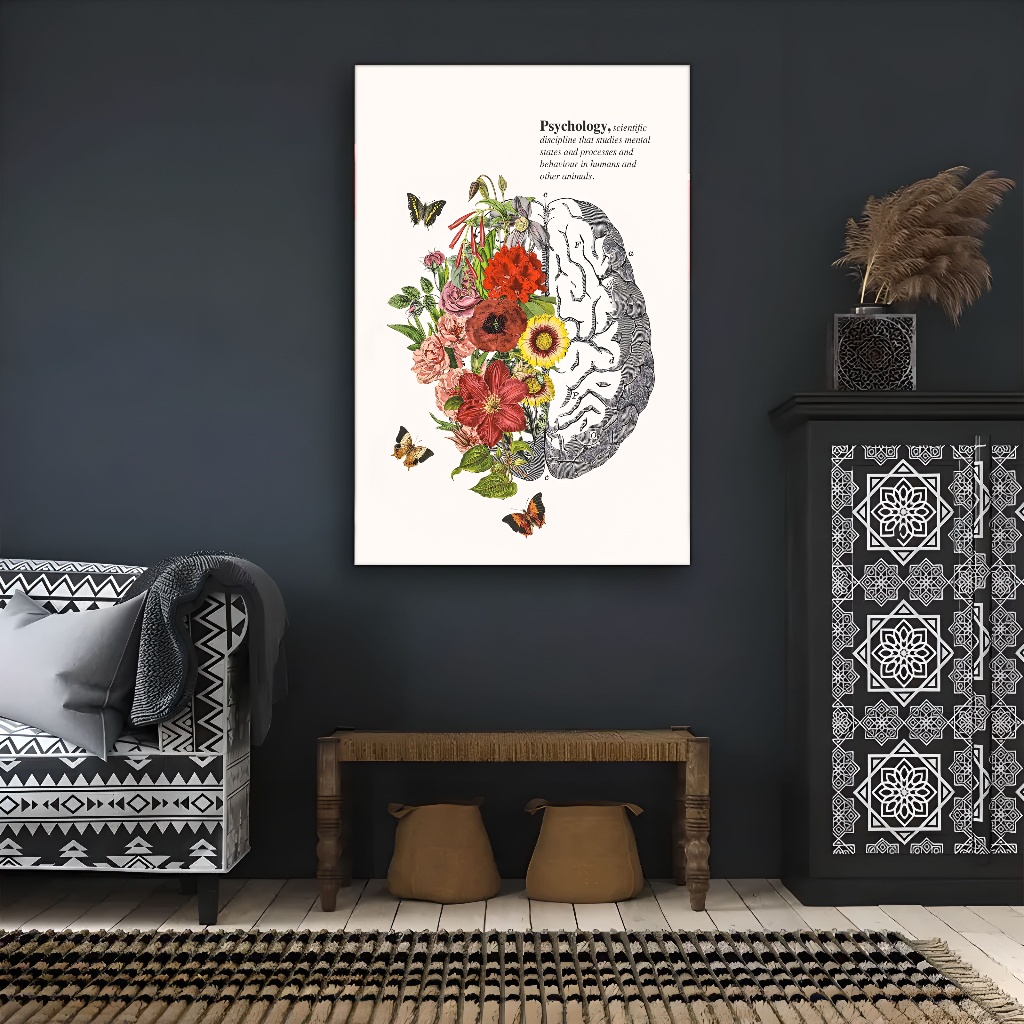 Psychology, scientific
discipline that studies mental
states and processes and
behaviour in humans and
other animals.